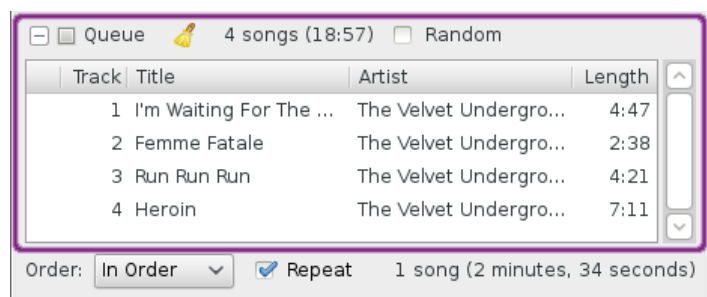 Queue 4 songs (18:57) Random
Track Title Artist Length
1 I'm Waiting For The ... The Velvet Undergro... 4:47
2 Femme Fatale The Velvet Undergro... 2:38
3 Run Run Run The Velvet Undergro... 4:21
4 Heroin The Velvet Undergro... 7:11
Order: In Order Repeat 1 song (2 minutes, 34 seconds)